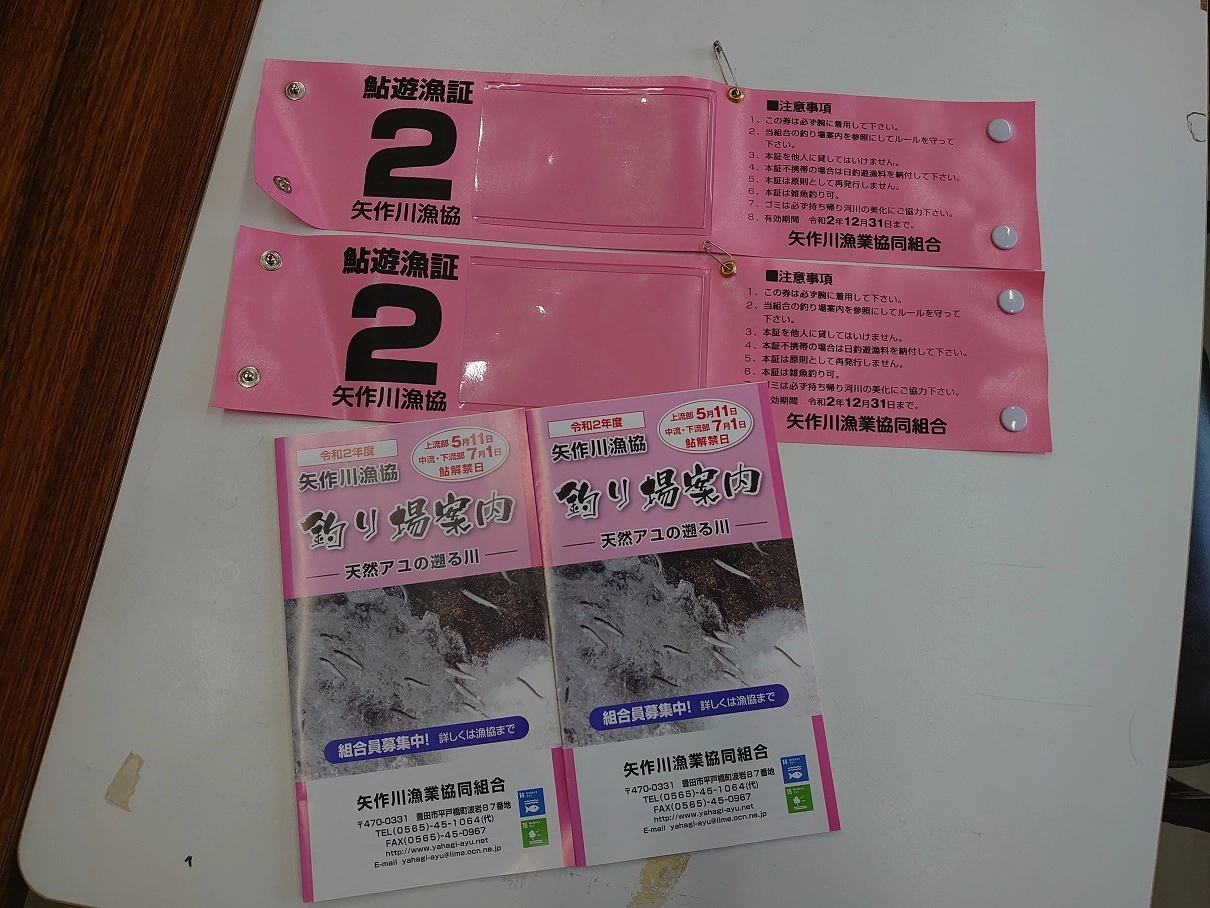 鮎遊漁証
2
矢作川漁協
■注意事項
1、この券は必ず腕に着用して下さい。
2、当組合の釣り場案内を参照にしてルールを守って
下さい。
3、本証を他人に貸してはいけません。
4、本証不携帯の場合は日釣遊漁料を納付して下さい。
5、本証は原則として再発行しません。
6、本証は雑魚釣り可。
7、ゴミは必ず持ち帰り河川の美化にご協力下さい。
8、有効期間 令和2年12月31日まで。
矢作川漁業協同組合
鮎遊漁証
2
矢作川漁協
■注意事項
1、この券は必ず腕に着用して下さい。
2、当組合の釣り場案内を参照にしてルールを守って
下さい。
3、本証を他人に貸してはいけません。
4、本証不携帯の場合は日釣遊漁料を納付して下さい。
5、本証は原則として再発行しません。
6、本証は雑魚釣り可。
ゴミは必ず持ち帰り河川の美化にご協力下さい。
効期間 令和2年12月31日まで。
矢作川漁業協同組合
令和2年度
上流部 5月11日
中流・下流部 7月1日
鮎解禁日
矢作川漁協
釣り場案内
天然アユの遡る川
組合員募集中! 詳しくは漁協まで
矢作川漁業協同組合
〒470-0331 豊田市平戸橋町波岩87番地
TEL(0565)-45-1064(代)
FAX(0565)-45-0967
http://www.yahagi-ayu.net
E-mail yahagi-ayu@lime.ocn.ne.jp
14
15
令和2年度
上流部 5月11日
中流・下流部 7月1日
鮎解禁日
矢作川漁協
釣り場案内
天然アユの遡る川
組合員募集中! 詳しくは漁協まで
矢作川漁業協同組合
〒470-0331 豊田市平戸橋町波岩87番地
TEL(0565)-45-1064(代)
FAX(0565)-45-0967
http://www.yahagi-ayu.net
E-mail yahagi-ayu@lime.ocn.ne.jp
14
15